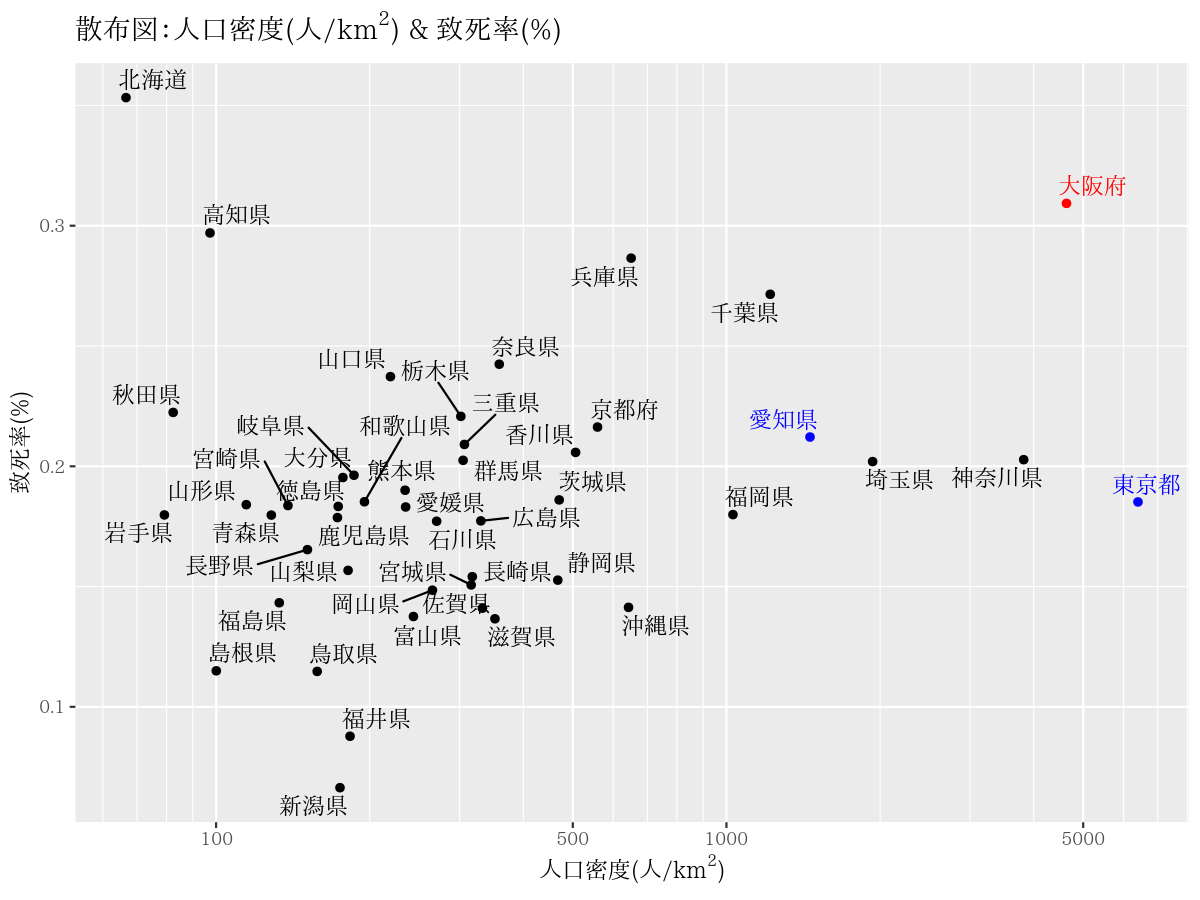 散布図:人口密度(人/km2) & 致死率(%)
北海道
大阪府
高知県
0.3
兵庫県
千葉県
奈良県
山口県
栃木県
秋田県
三重県
京都府
愛知県
岐阜県
和歌山県
香川県
宮崎県
大分県
0.2
熊本県
群馬県
茨城県
埼玉県
神奈川県
東京都
山形県
徳島県
愛媛県
福岡県
岩手県
青森県
鹿児島県
石川県
広島県
長野県
山梨県
宮城県
長崎県
静岡県
岡山県
佐賀県
福島県
富山県
滋賀県
沖縄県
島根県
鳥取県
0.1
福井県
新潟県
致死率(%)
100
500
1000
5000
人口密度(人/km2)